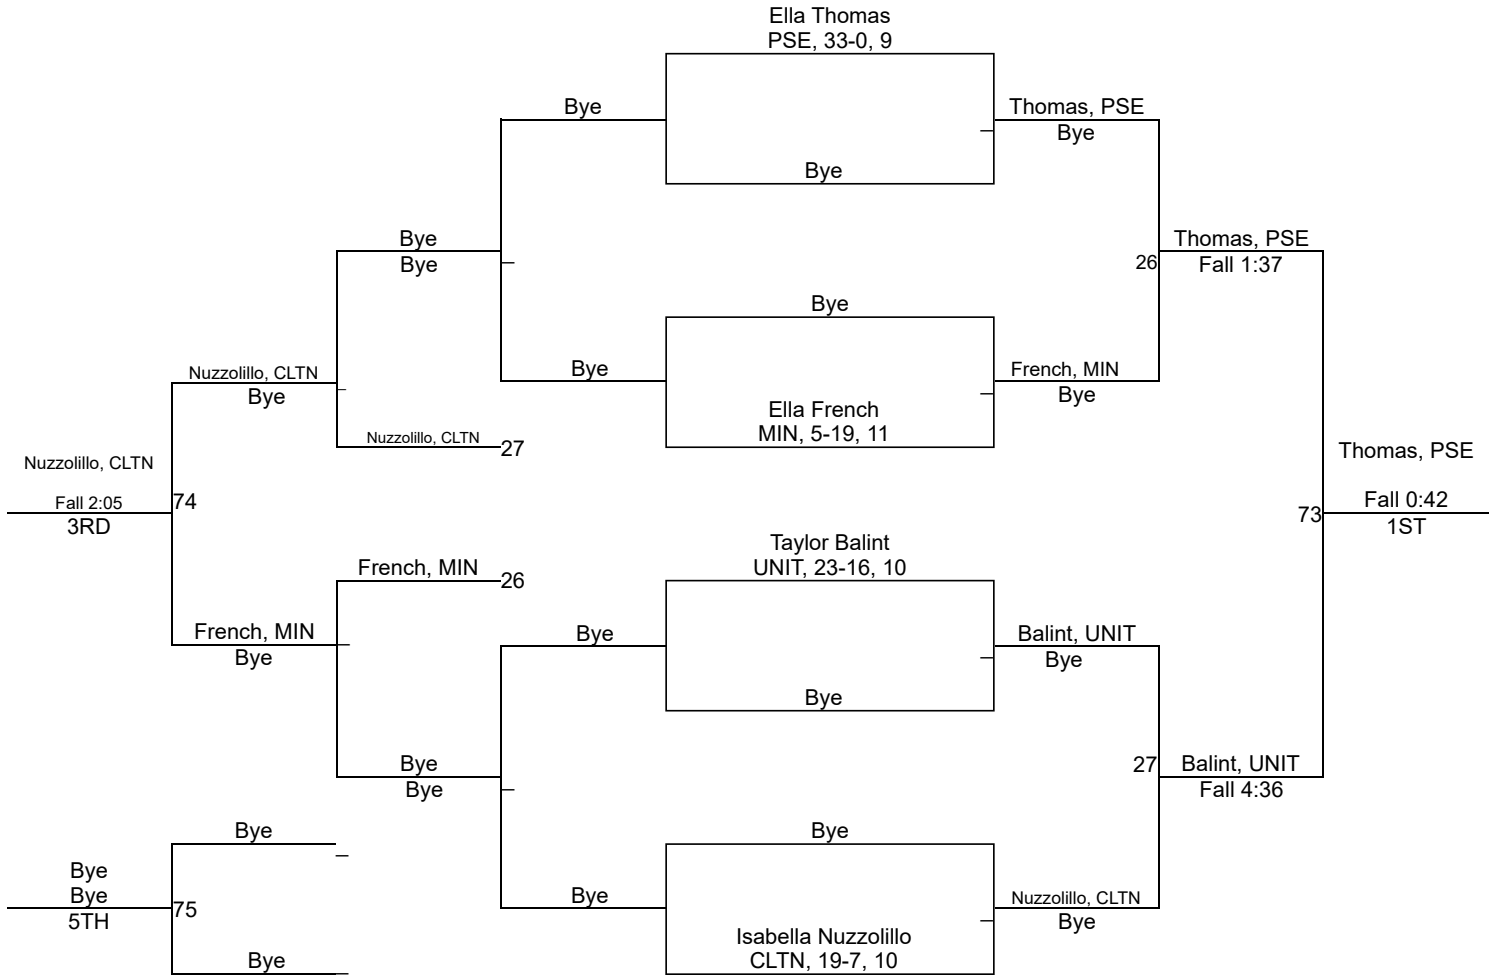 Ella Thomas
PSE, 33-0, 9
Bye
Thomas, PSE
Bye
Bye
Bye
Bye
Thomas, PSE
26
Fall 1:37
Bye
Bye
Nuzzolillo, CLTN
Bye
Bye
French, MIN
Bye
Ella French
MIN, 5-19, 11
Nuzzolillo, CLTN
27
Nuzzolillo, CLTN
Fall 2:05
74
3RD
Thomas, PSE
Fall 0:42
73
1ST
Taylor Balint
UNIT, 23-16, 10
French, MIN
26
French, MIN
Bye
Bye
Balint, UNIT
Bye
Bye
Bye
Bye
27
Balint, UNIT
Fall 4:36
Bye
Bye
Bye
Bye
75
5TH
Bye
Bye
Nuzzolillo, CLTN
Bye
Isabella Nuzzolillo
CLTN, 19-7, 10
Bye